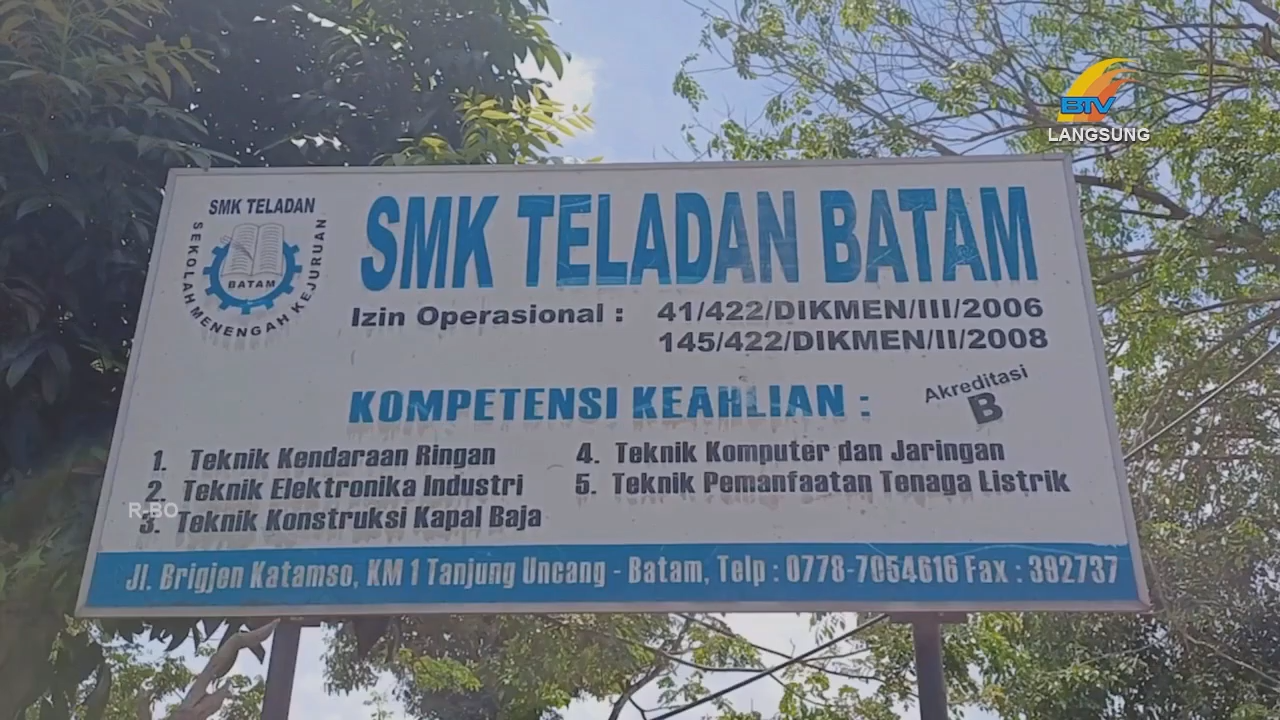 BTV
LANGSUNG
SMK TELADAN
SEKOLAH MENENGAH KEJURUAN
BATAM
SMK TELADAN BATAM
Izin Operasional : 41/422/DIKMEN/III/2006
145/422/DIKMEN/II/2008
Akreditasi
B
KOMPETENSI KEAHLIAN :
1. Teknik Kendaraan Ringan
2. Teknik Elektronika Industri
3. Teknik Konstruksi Kapal Baja
4. Teknik Komputer dan Jaringan
5. Teknik Pemanfaatan Tenaga Listrik
R-BO
Jl. Brigjen Katamso, KM 1 Tanjung Uncang - Batam, Telp : 0778-7054616 Fax : 392737